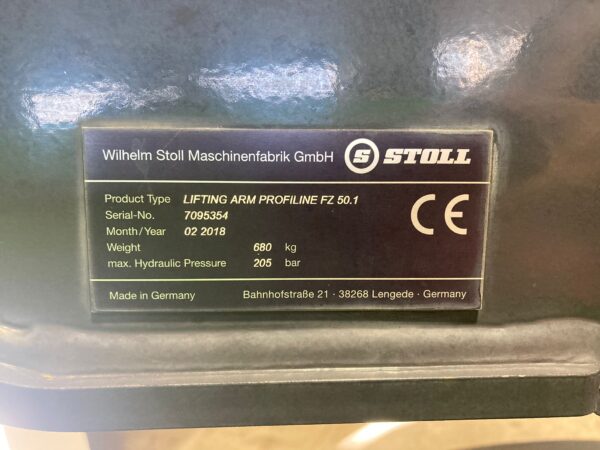 Wilhelm Stoll Maschinenfabrik GmbH S STOLL
Product Type LIFTING ARM PROFILINE FZ 50.1
Serial-No. 7095354
Month/Year 02 2018
Weight 680 kg
max. Hydraulic Pressure 205 bar
CE
Made in Germany Bahnhofstraße 21 · 38268 Lengede · Germany